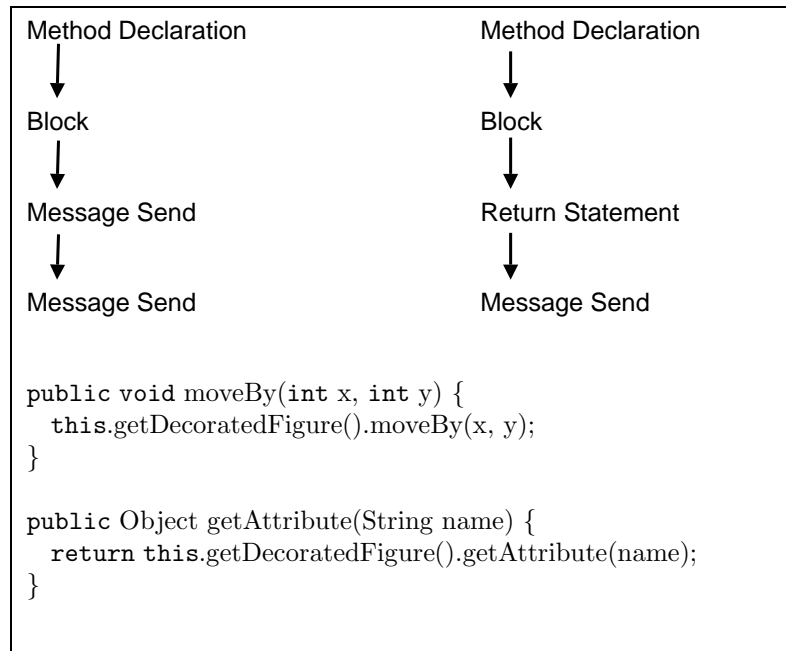 Method Declaration Method Declaration
Block Block
Message Send Return Statement
Message Send Message Send
public void moveBy(int x, int y) {
this.getDecoratedFigure().moveBy(x, y);
}
public Object getAttribute(String name) {
return this.getDecoratedFigure().getAttribute(name);
}